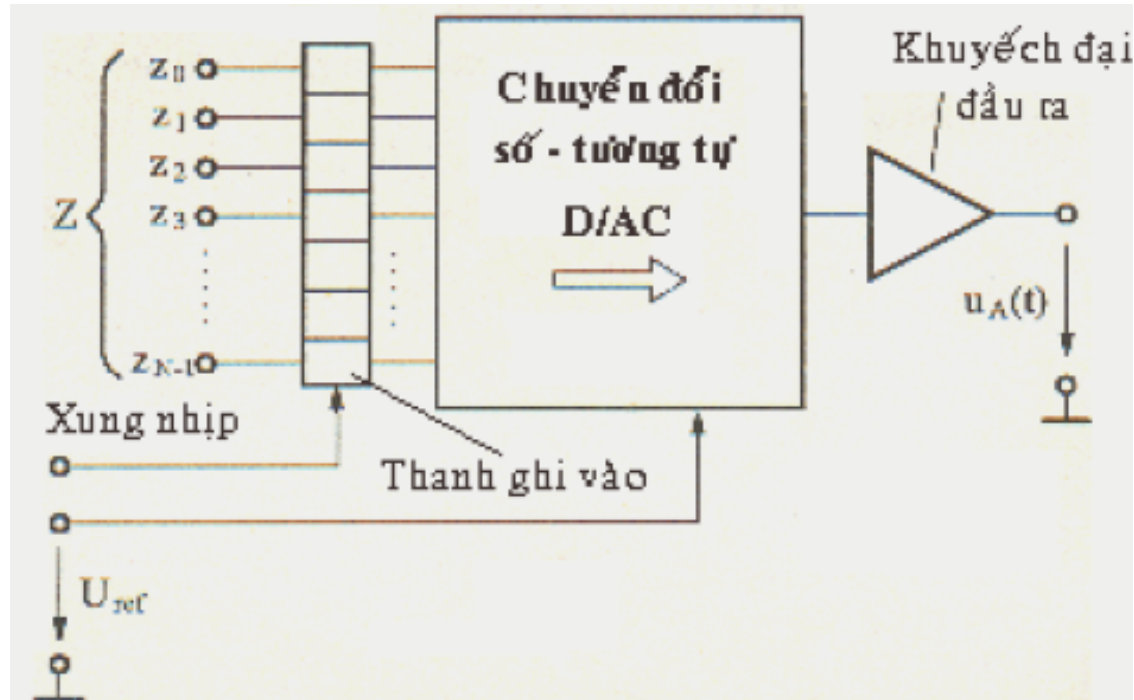 Khuyếch đại
đầu ra
z0
z1
z2
z3
zN-1
Z
Chuyển đổi
số - tương tự
D/AC
uA(t)
Xung nhịp
Thanh ghi vào
Uref